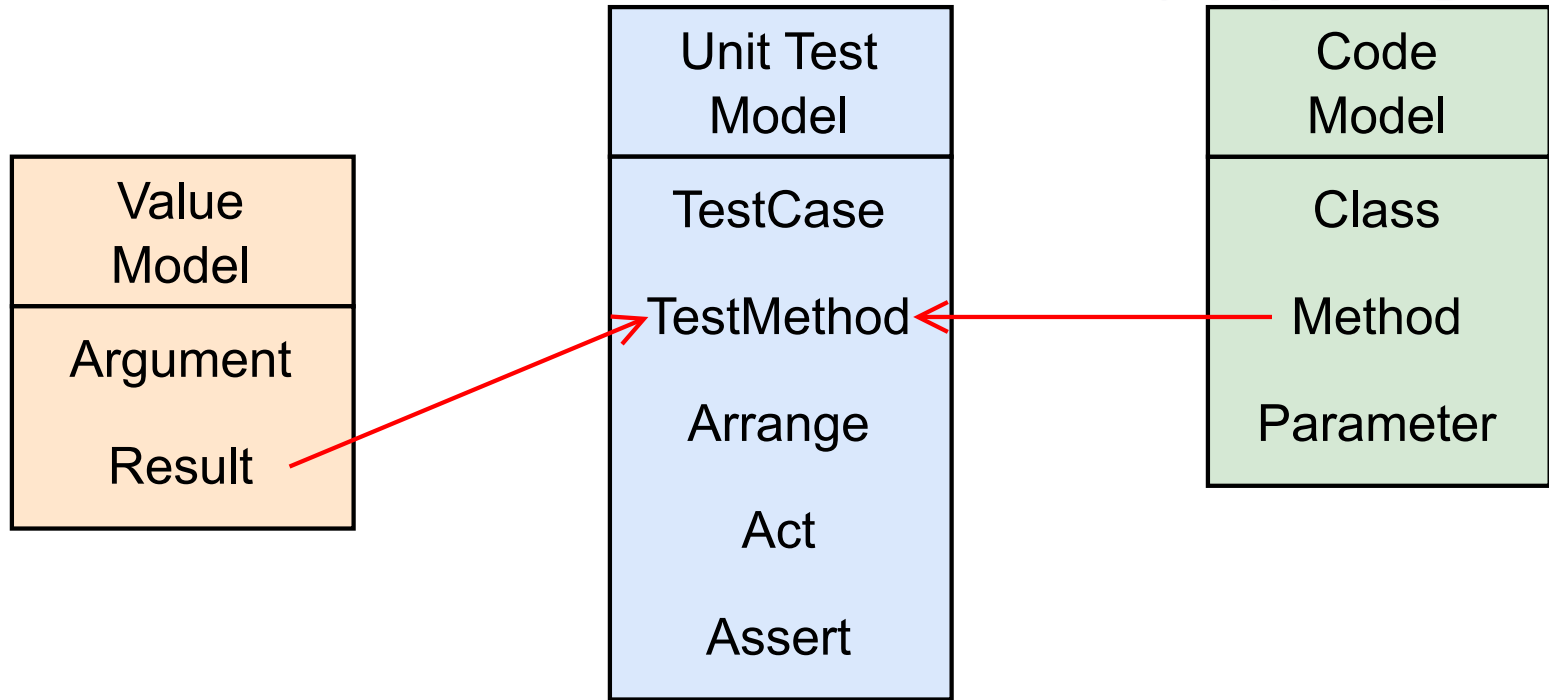 Value
Model
Argument
Result
Unit Test
Model
TestCase
TestMethod
Arrange
Act
Assert
Code
Model
Class
Method
Parameter